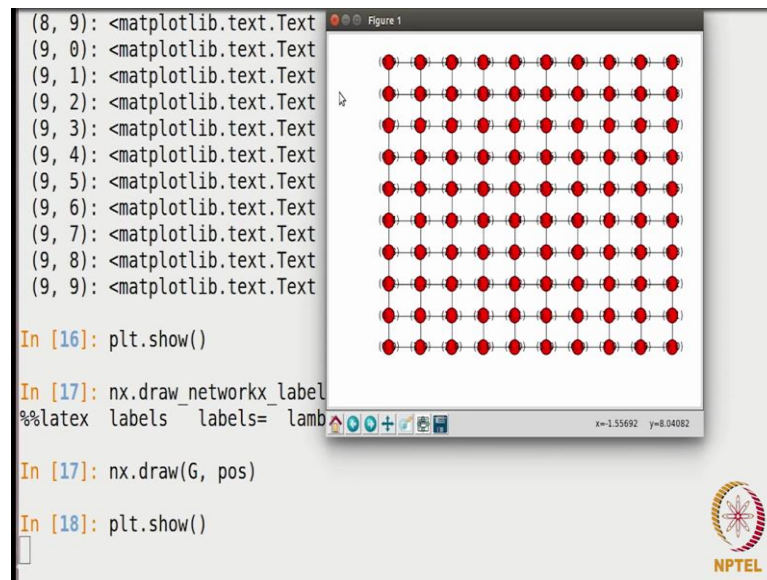 (8, 9): <matplotlib.text.Text
(9, 0): <matplotlib.text.Text
(9, 1): <matplotlib.text.Text
(9, 2): <matplotlib.text.Text
(9, 3): <matplotlib.text.Text
(9, 4): <matplotlib.text.Text
(9, 5): <matplotlib.text.Text
(9, 6): <matplotlib.text.Text
(9, 7): <matplotlib.text.Text
(9, 8): <matplotlib.text.Text
(9, 9): <matplotlib.text.Text
In [16]: plt.show()
In [17]: nx.draw_networkx_label
%%latex labels labels= lamb
In [17]: nx.draw(G, pos)
In [18]: plt.show()
Figure 1
x=-1.55692 y=8.04082
NPTEL